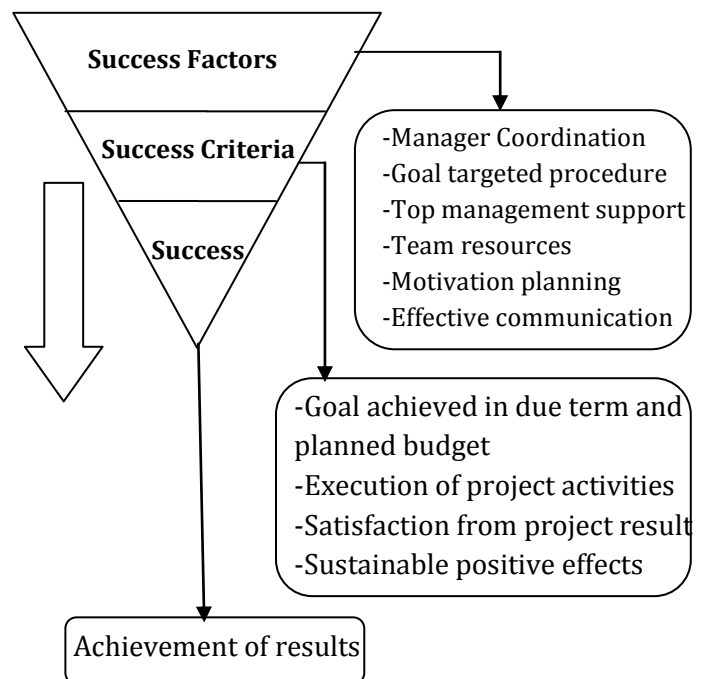 Success Factors
Success Criteria
Success
-Manager Coordination
-Goal targeted procedure
-Top management support
-Team resources
-Motivation planning
-Effective communication
-Goal achieved in due term and
planned budget
-Execution of project activities
-Satisfaction from project result
-Sustainable positive effects
Achievement of results